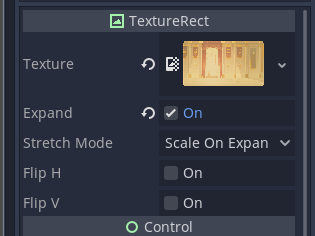 TextureRect
Texture
Expand On
Stretch Mode Scale On Expan
Flip H On
Flip V On
Control